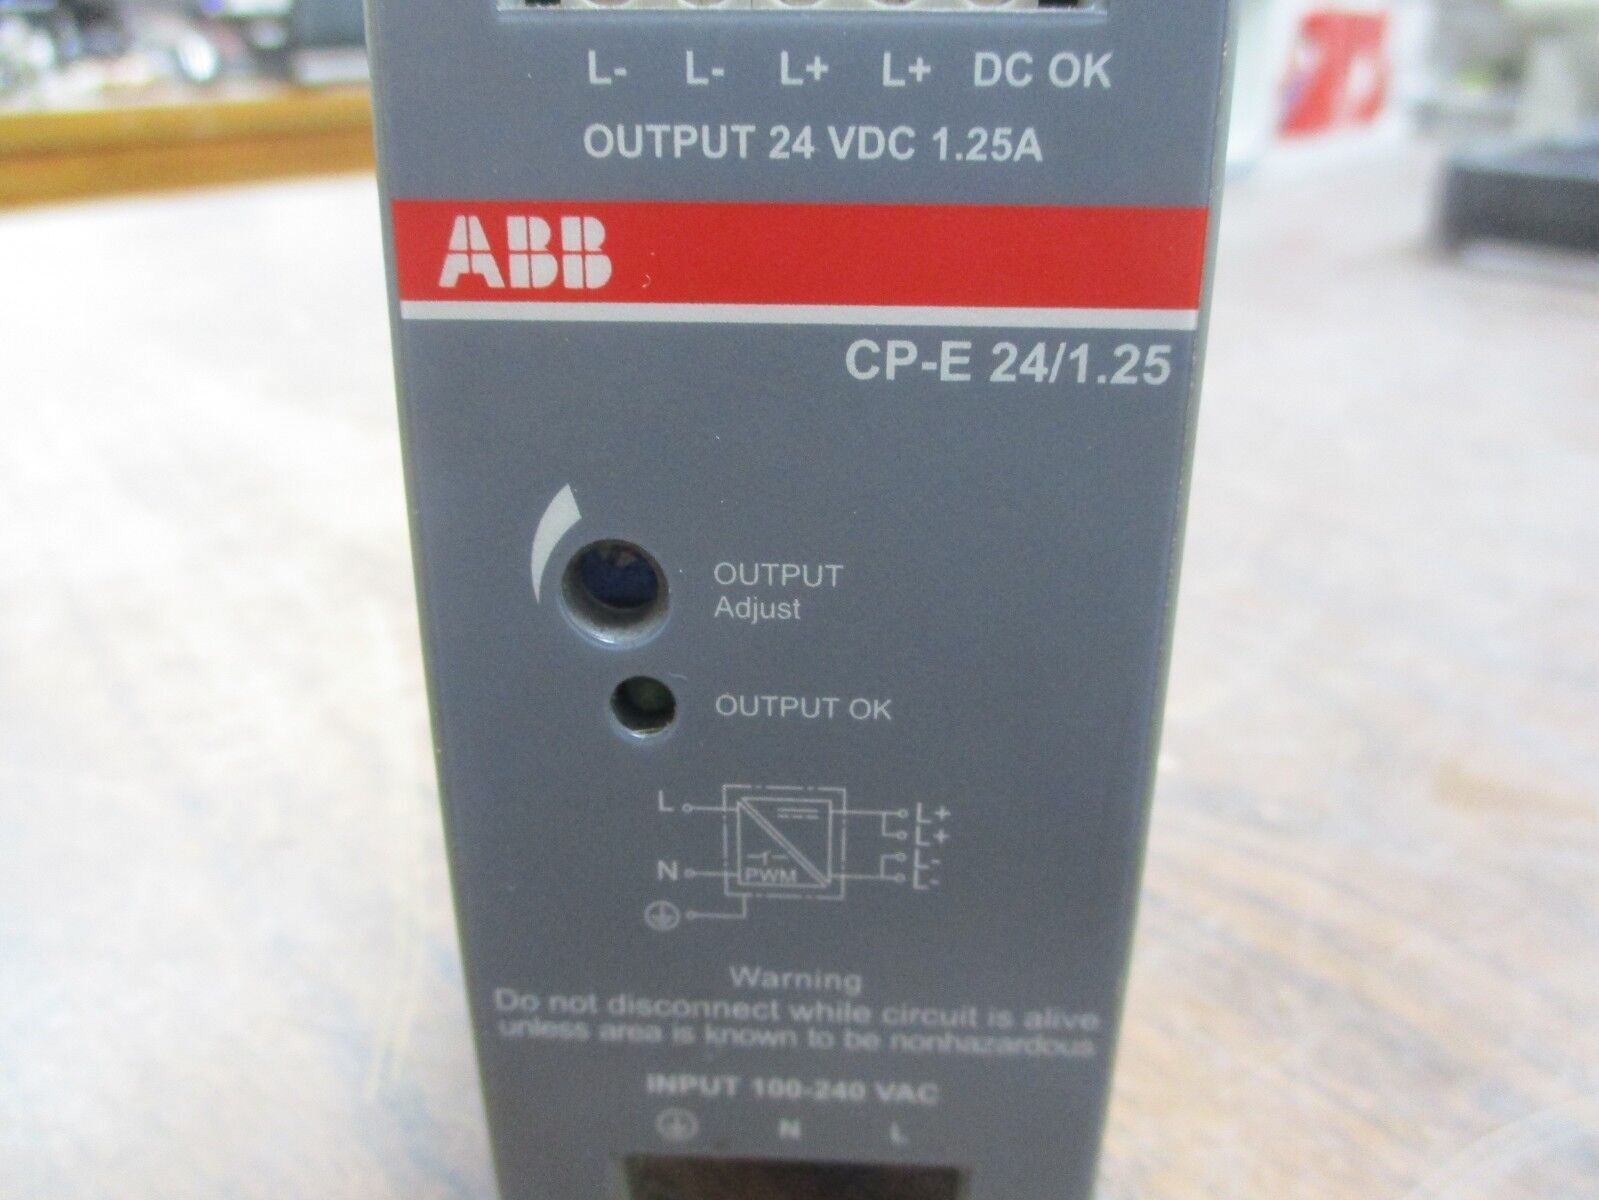 L- L- L+ L+ DC OK
OUTPUT 24 VDC 1.25A
ABB
CP-E 24/1.25
OUTPUT
Adjust
OUTPUT OK
L L+
L+
L-
N L-
PWM
Warning
Do not disconnect while circuit is alive
unless area is known to be nonhazardous
INPUT 100-240 VAC
N L